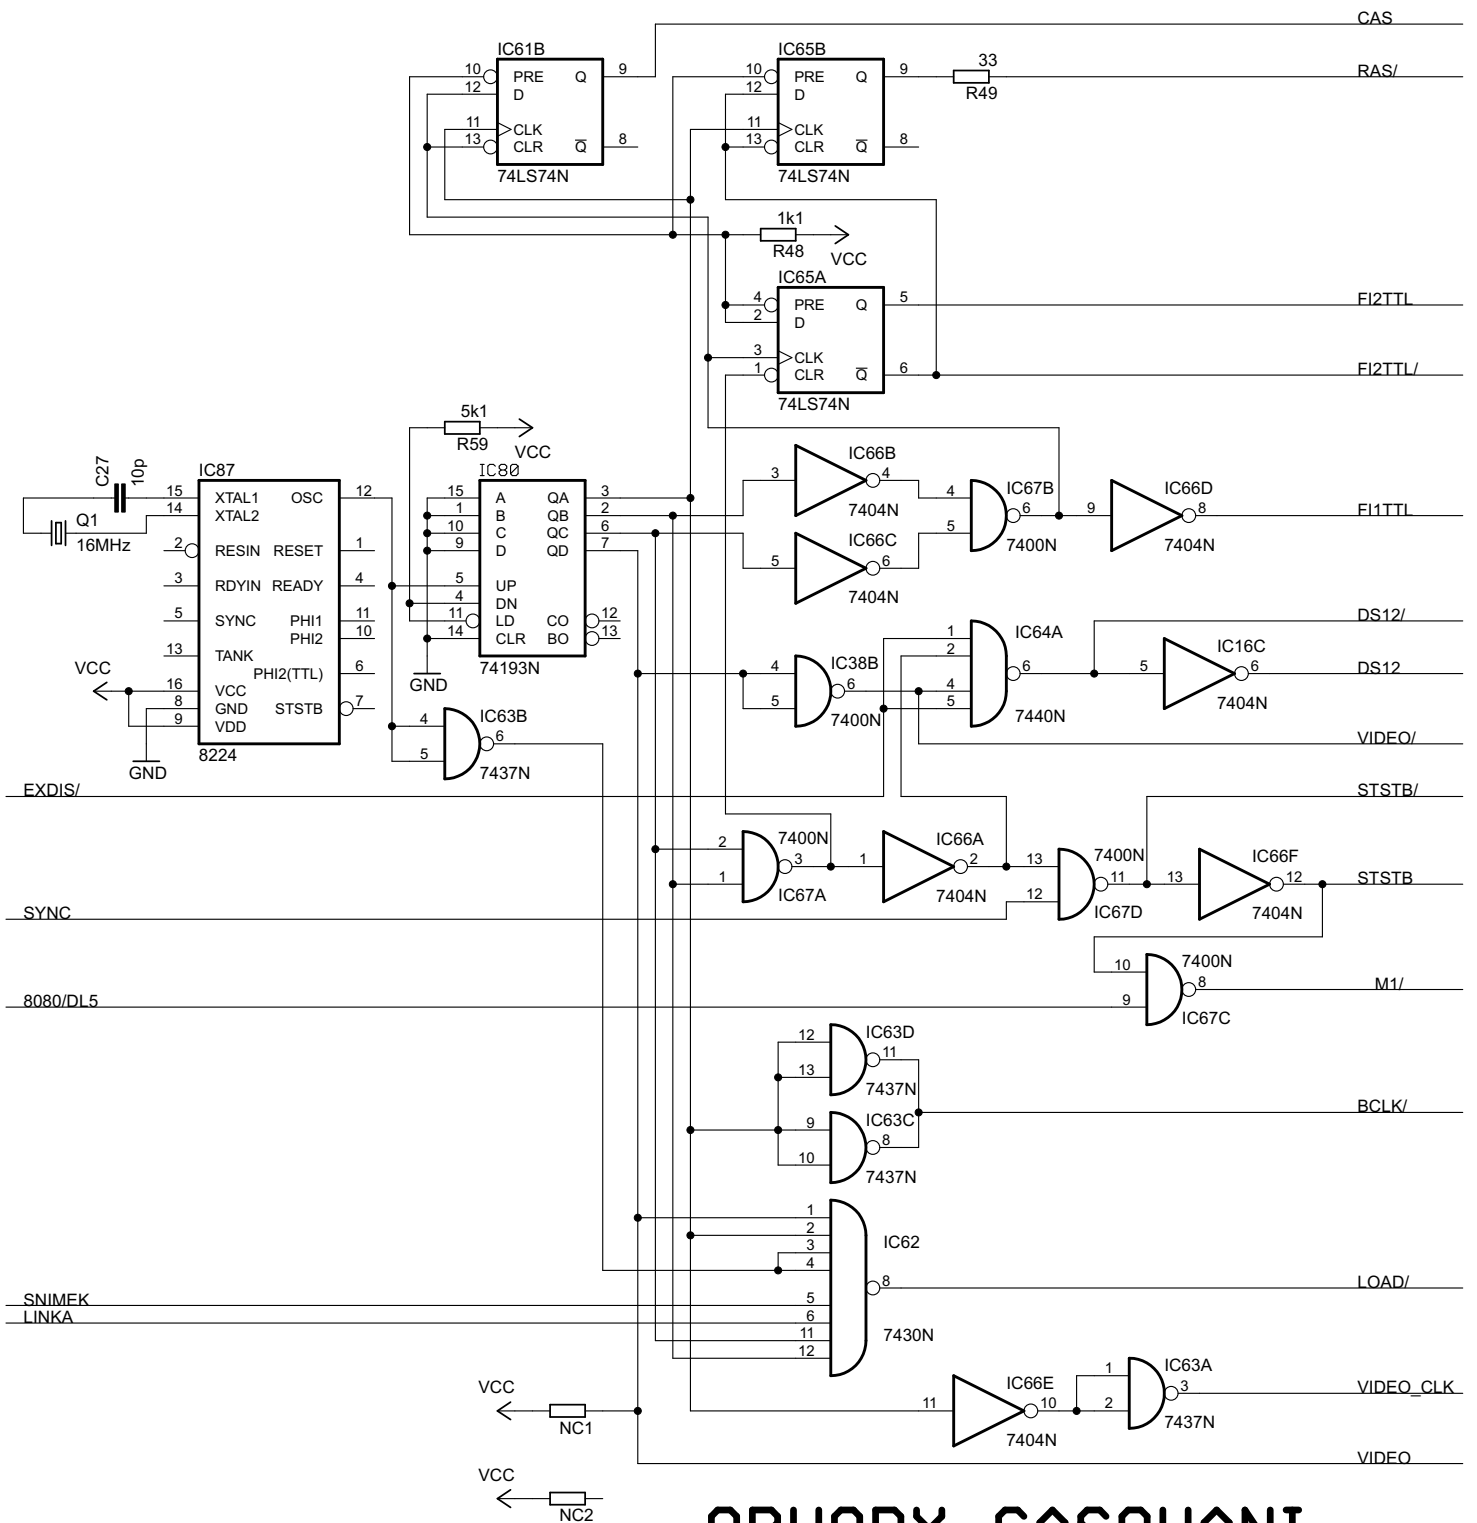 CAS
IC61B
IC65B
10 PRE Q 9
12 D
11 CLK
13 CLR Q 8
74LS74N
10 PRE Q 9
12 D
11 CLK
13 CLR Q 8
74LS74N
33
R49
RAS/
1k1
R48
VCC
IC65A
4 PRE Q 5
2 D
3 CLK
1 CLR Q 6
74LS74N
FI2TTL
FI2TTL/
5k1
R59
VCC
C27
10p
Q1
16MHz
IC87
15 XTAL1 OSC 12
14 XTAL2
2 RESIN RESET 1
3 RDYIN READY 4
5 SYNC PHI1 11
PHI2 10
13 TANK
PHI2(TTL) 6
16 VCC
8 GND STSTB 7
9 VDD
8224
VCC
GND
IC80
15 A QA 3
1 B QB 2
10 C QC 6
9 D QD 7
5 UP
4 DN
11 LD CO 12
14 CLR BO 13
74193N
GND
3 IC66B 4
7404N
5 IC66C 6
7404N
4 IC67B
5 6
7400N
9 IC66D 8
7404N
FI1TTL
4 IC63B
5 6
7437N
4 IC38B
5 6
7400N
1 IC64A
2
4 6
5
7440N
5 IC16C 6
7404N
DS12/
DS12
VIDEO/
EXDIS/
STSTB/
2 7400N
1 3
IC67A
1 IC66A 2
7404N
13 7400N
12 11
IC67D
13 IC66F 12
7404N
STSTB
SYNC
10 7400N
9 8
IC67C
M1/
8080/DL5
12 IC63D
13 11
7437N
9 IC63C
10 8
7437N
BCLK/
1
2 IC62
3
4
5 8
6
11 7430N
12
LOAD/
SNIMEK
LINKA
VCC
NC1
11 IC66E 10
7404N
1 IC63A
2 3
7437N
VIDEO_CLK
VIDEO
VCC
NC2